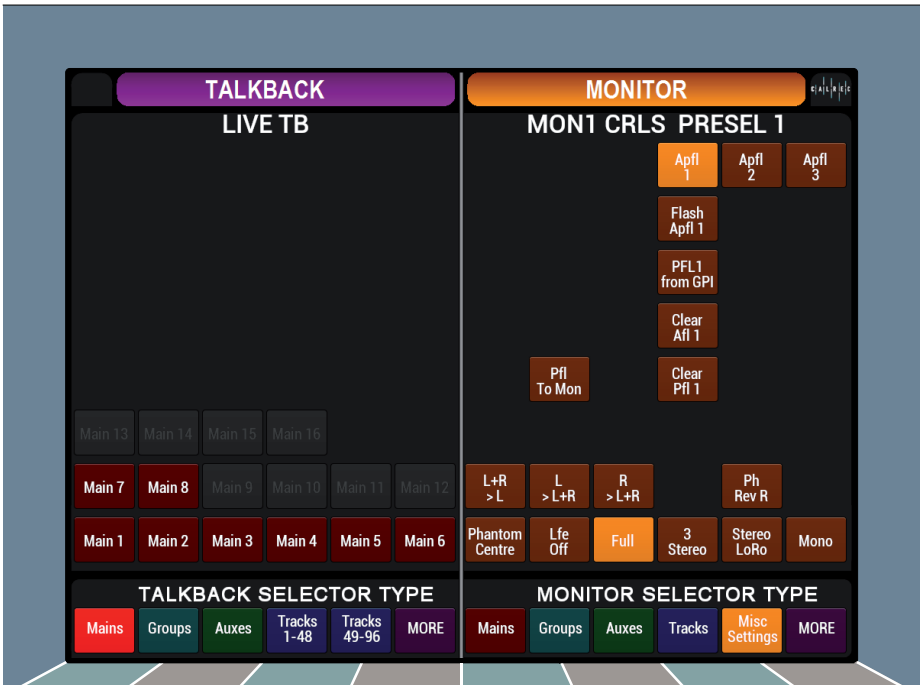 TALKBACK
MONITOR
CALREC
LIVE TB
MON1 CRLS PRESEL 1
Apfl
1
Apfl
2
Apfl
3
Flash
Apfl 1
PFL1
from GPI
Clear
Afl 1
Pfl
To Mon
Clear
Pfl 1
Main 13
Main 14
Main 15
Main 16
Main 7
Main 8
Main 9
Main 10
Main 11
Main 12
L+R
> L
L
> L+R
R
> L+R
Ph
Rev R
Main 1
Main 2
Main 3
Main 4
Main 5
Main 6
Phantom
Centre
Lfe
Off
Full
3
Stereo
Stereo
LoRo
Mono
TALKBACK SELECTOR TYPE
MONITOR SELECTOR TYPE
Mains
Groups
Auxes
Tracks
1-48
Tracks
49-96
MORE
Mains
Groups
Auxes
Tracks
Misc
Settings
MORE